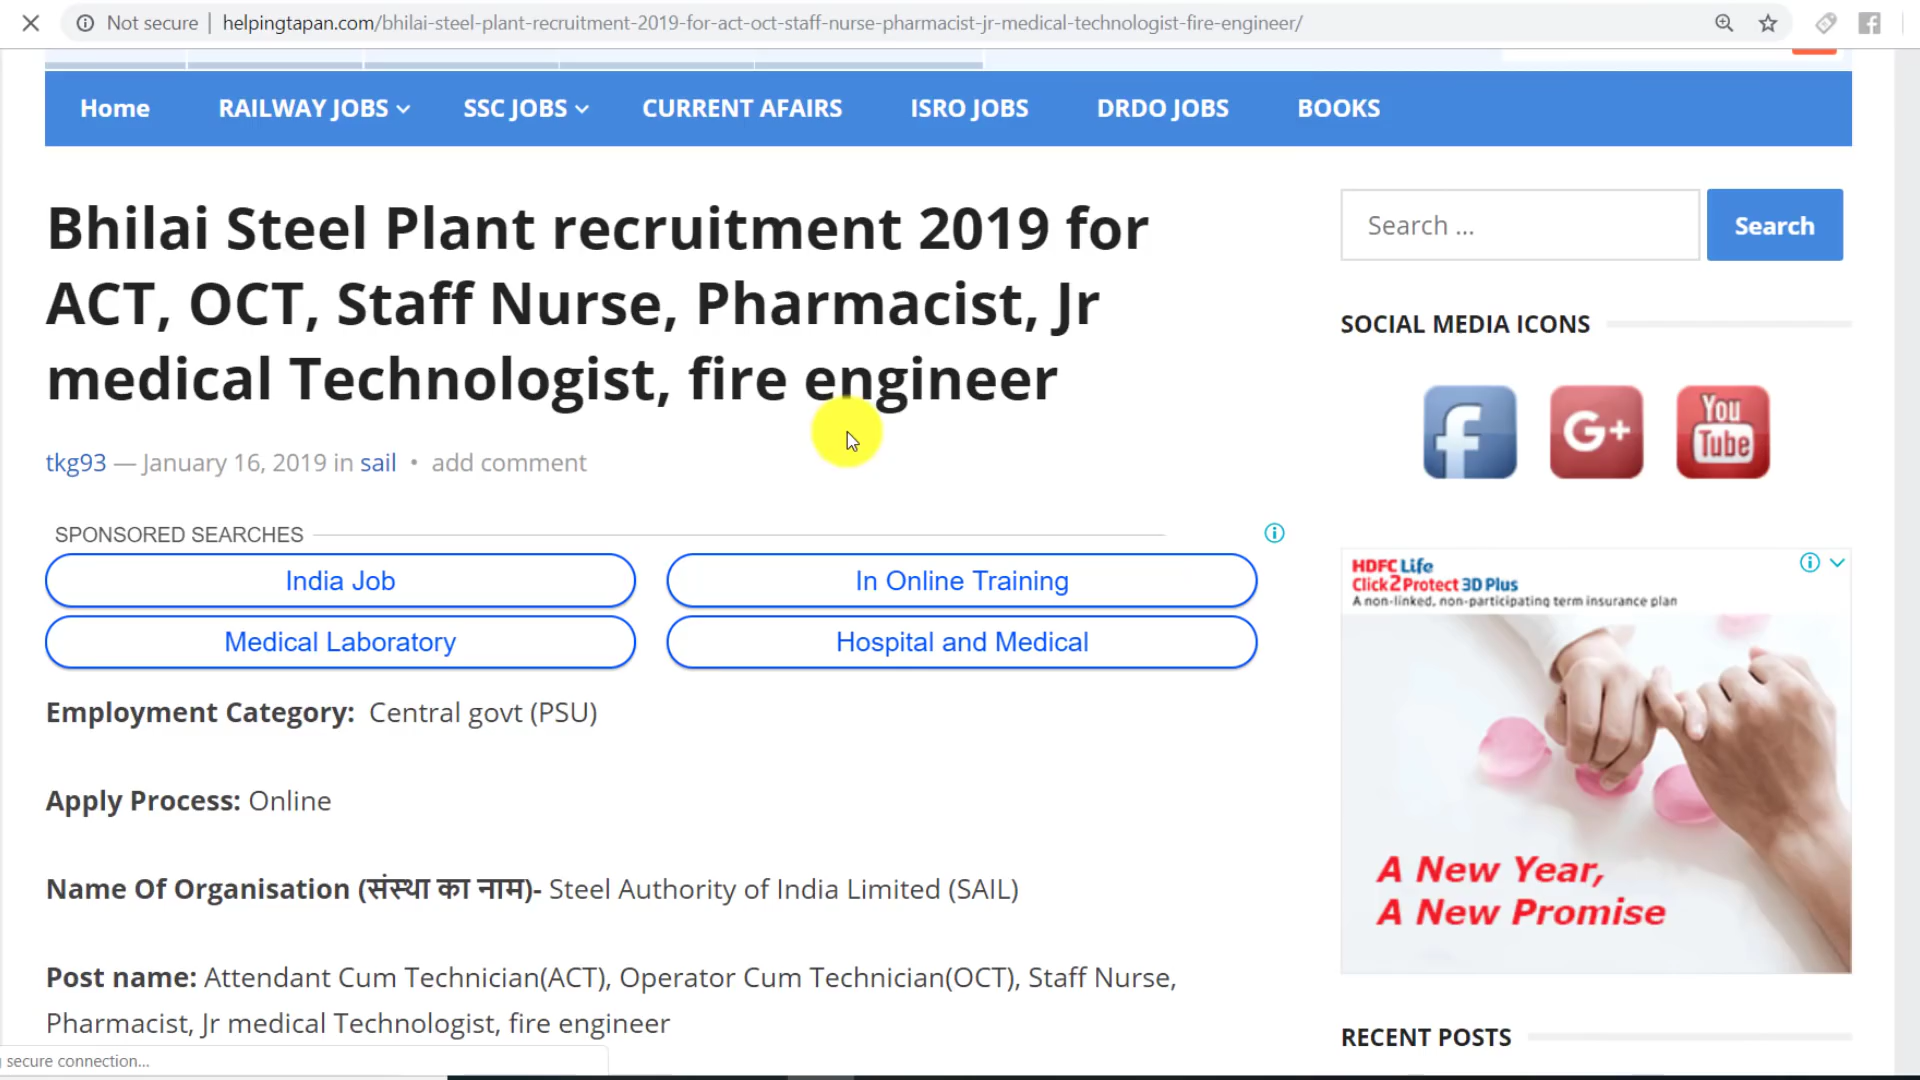 Not secure | helpingtapan.com/bhilai-steel-plant-recruitment-2019-for-act-oct-staff-nurse-pharmacist-jr-medical-technologist-fire-engineer/
Home RAILWAY JOBS SSC JOBS CURRENT AFAIRS ISRO JOBS DRDO JOBS BOOKS
Bhilai Steel Plant recruitment 2019 for
ACT, OCT, Staff Nurse, Pharmacist, Jr
medical Technologist, fire engineer
tkg93 — January 16, 2019 in sail • add comment
SPONSORED SEARCHES
India Job
In Online Training
Medical Laboratory
Hospital and Medical
Employment Category: Central govt (PSU)
Apply Process: Online
Name Of Organisation (संस्था का नाम)- Steel Authority of India Limited (SAIL)
Post name: Attendant Cum Technician(ACT), Operator Cum Technician(OCT), Staff Nurse,
Pharmacist, Jr medical Technologist, fire engineer
secure connection...
Search ...
Search
SOCIAL MEDIA ICONS
f
G+
You
Tube
HDFC Life
Click2Protect 3D Plus
A non-linked, non-participating term insurance plan
A New Year,
A New Promise
RECENT POSTS